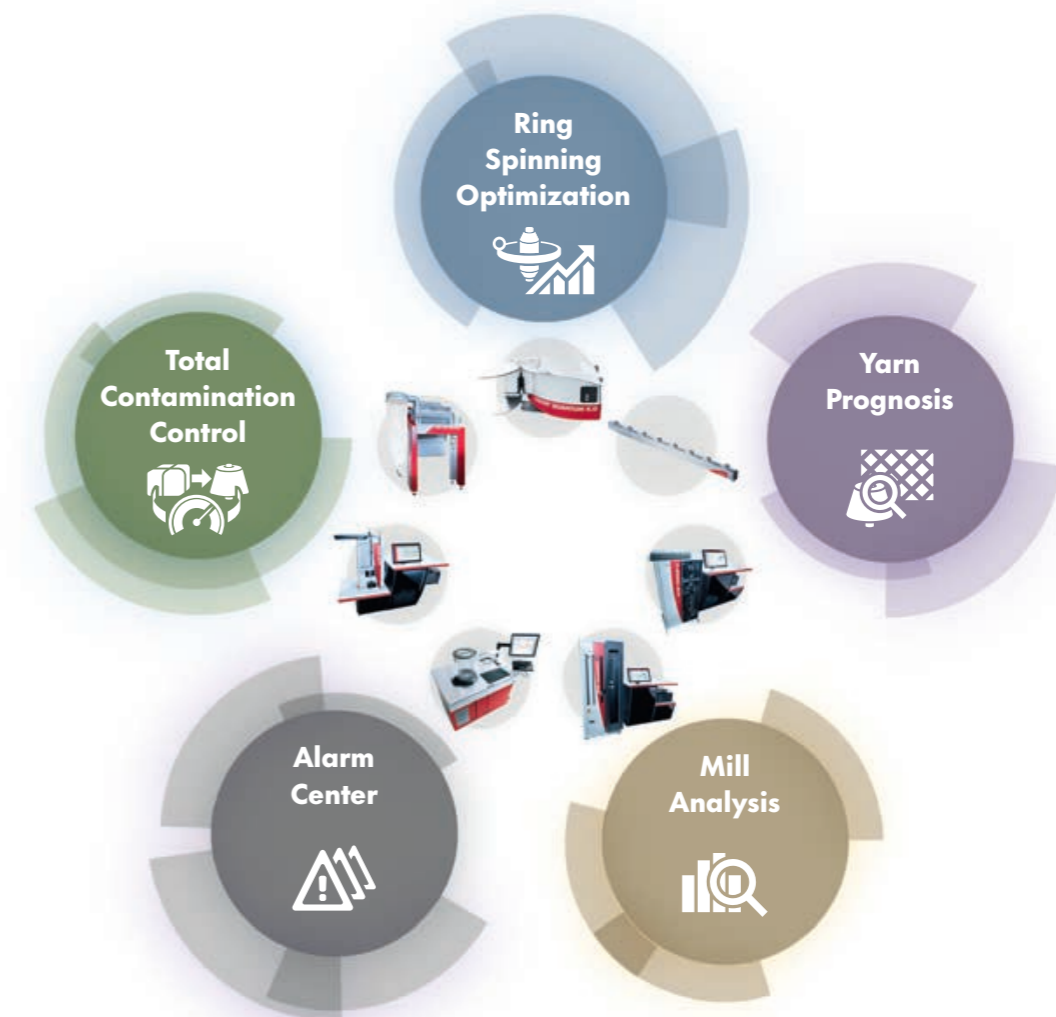 Ring
Spinning
Optimization
Total
Contamination
Control
Yarn
Prognosis
Alarm
Center
Mill
Analysis